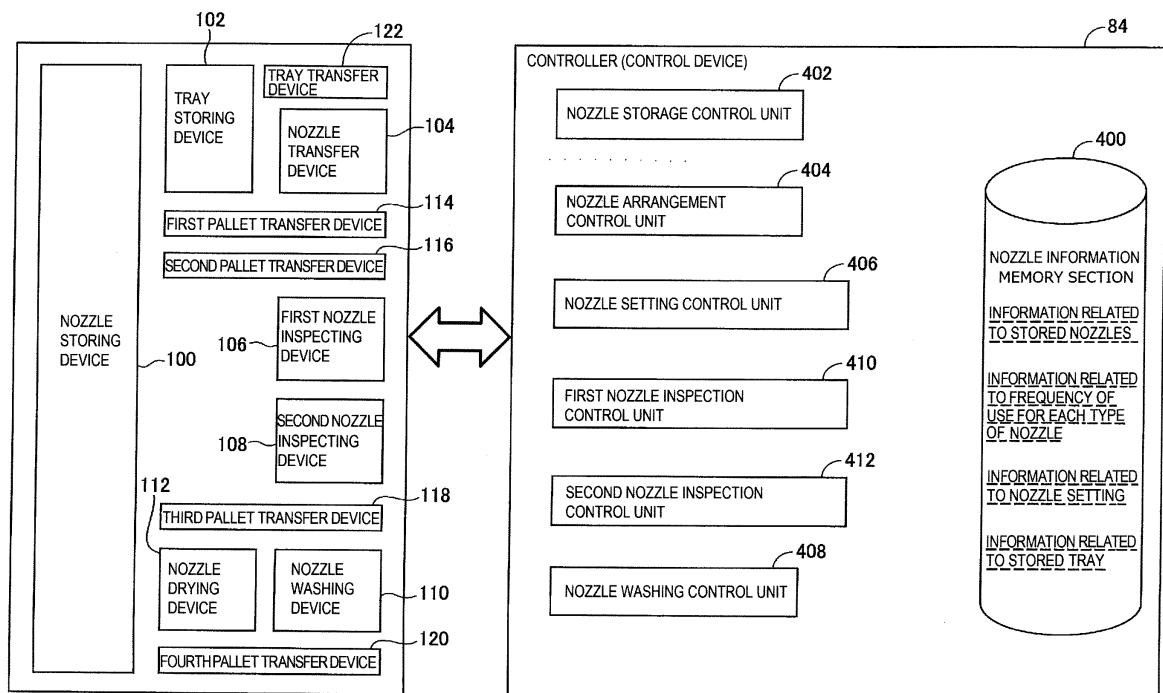 102
122
84
TRAY TRANSFER
DEVICE
TRAY
STORING
DEVICE
NOZZLE
TRANSFER
DEVICE
104
FIRST PALLET TRANSFER DEVICE
114
SECOND PALLET TRANSFER DEVICE
116
NOZZLE
STORING
DEVICE
100
FIRST NOZZLE
INSPECTING
DEVICE
106
SECOND NOZZLE
INSPECTING
DEVICE
108
118
THIRD PALLET TRANSFER DEVICE
112
NOZZLE
DRYING
DEVICE
NOZZLE
WASHING
DEVICE
110
120
FOURTH PALLET TRANSFER DEVICE
CONTROLLER (CONTROL DEVICE)
402
NOZZLE STORAGE CONTROL UNIT
. . . . . . . . . .
404
NOZZLE ARRANGEMENT
CONTROL UNIT
406
NOZZLE SETTING CONTROL UNIT
410
FIRST NOZZLE INSPECTION
CONTROL UNIT
412
SECOND NOZZLE INSPECTION
CONTROL UNIT
408
NOZZLE WASHING CONTROL UNIT
400
NOZZLE INFORMATION
MEMORY SECTION
INFORMATION RELATED
TO STORED NOZZLES
INFORMATION RELATED
TO FREQUENCY OF
USE FOR EACH TYPE
OF NOZZLE
INFORMATION RELATED
TO NOZZLE SETTING
INFORMATION RELATED
TO STORED TRAY